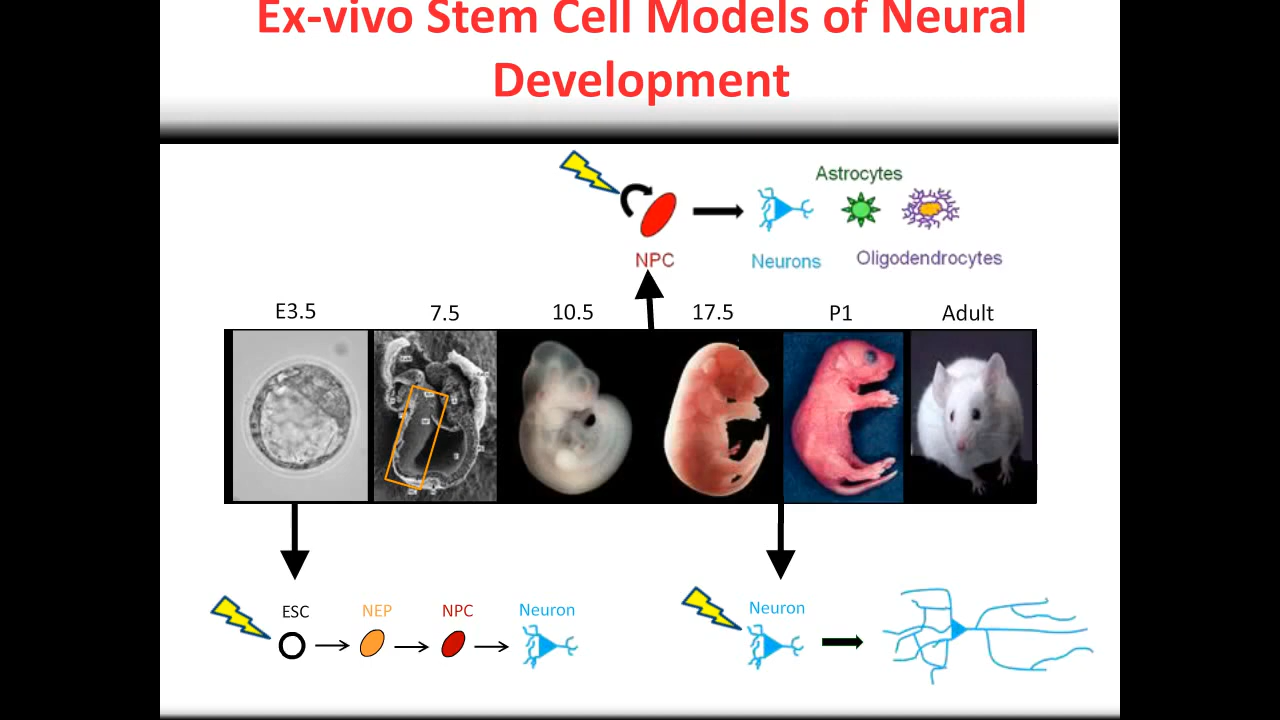 Ex-vivo Stem Cell Models of Neural
Development
Astrocytes
NPC
Neurons
Oligodendrocytes
E3.5
7.5
10.5
17.5
P1
Adult
ESC
NEP
NPC
Neuron
Neuron